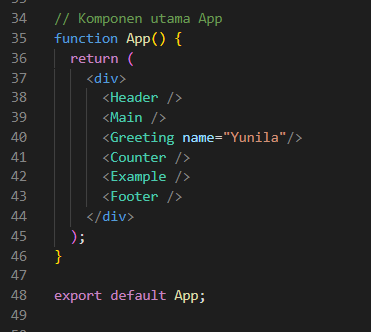 34 // Komponen utama App
35 function App() {
36   return (
37     <div>
38       <Header />
39       <Main />
40       <Greeting name="Yunila"/>
41       <Counter />
42       <Example />
43       <Footer />
44     </div>
45   );
46 }
47
48 export default App;
49